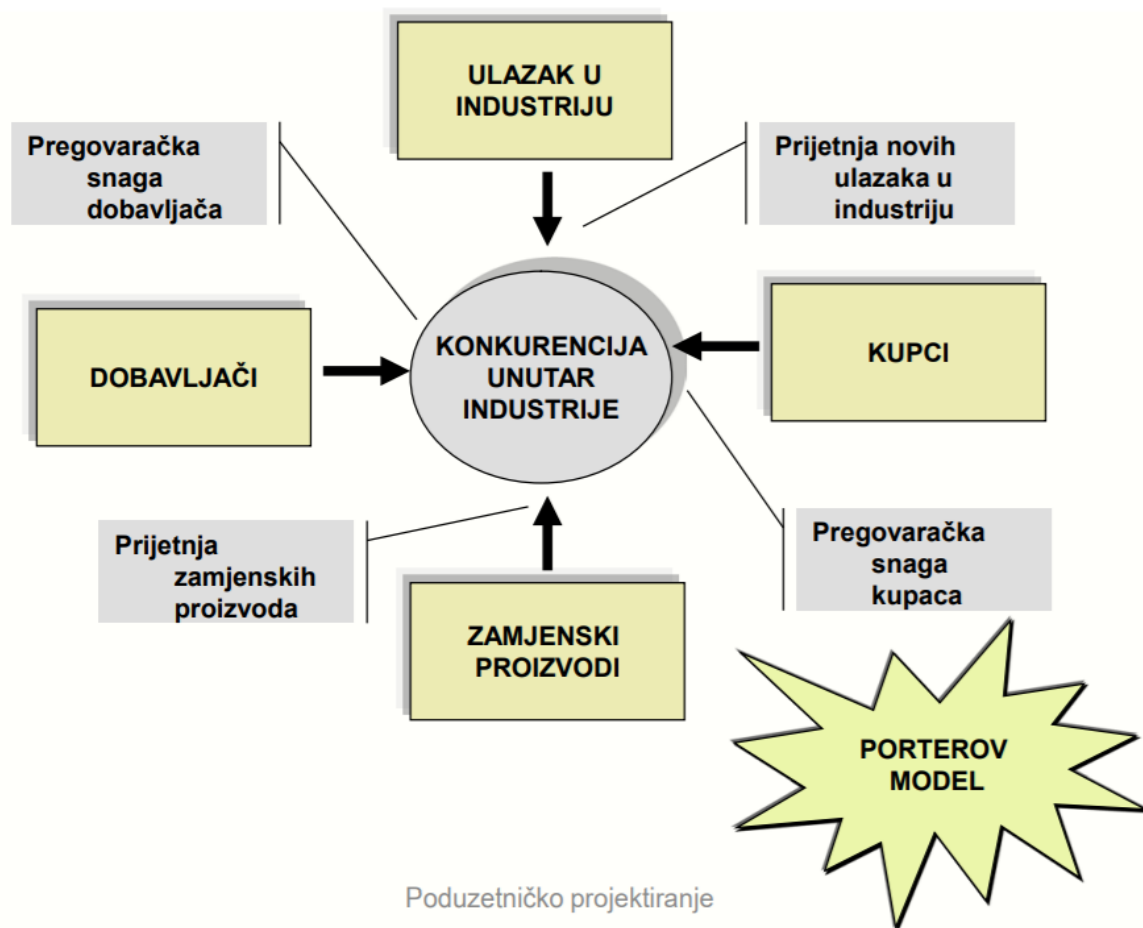 ULAZAK U
INDUSTRIJU
Pregovaračka
snaga
dobavljača
Prijetnja novih
ulazaka u
industriju
DOBAVLJAČI
KONKURENCIJA
UNUTAR
INDUSTRIJE
KUPCI
Prijetnja
zamjenskih
proizvoda
Pregovaračka
snaga
kupaca
ZAMJENSKI
PROIZVODI
PORTEROV
MODEL
Poduzetničko projektiranje